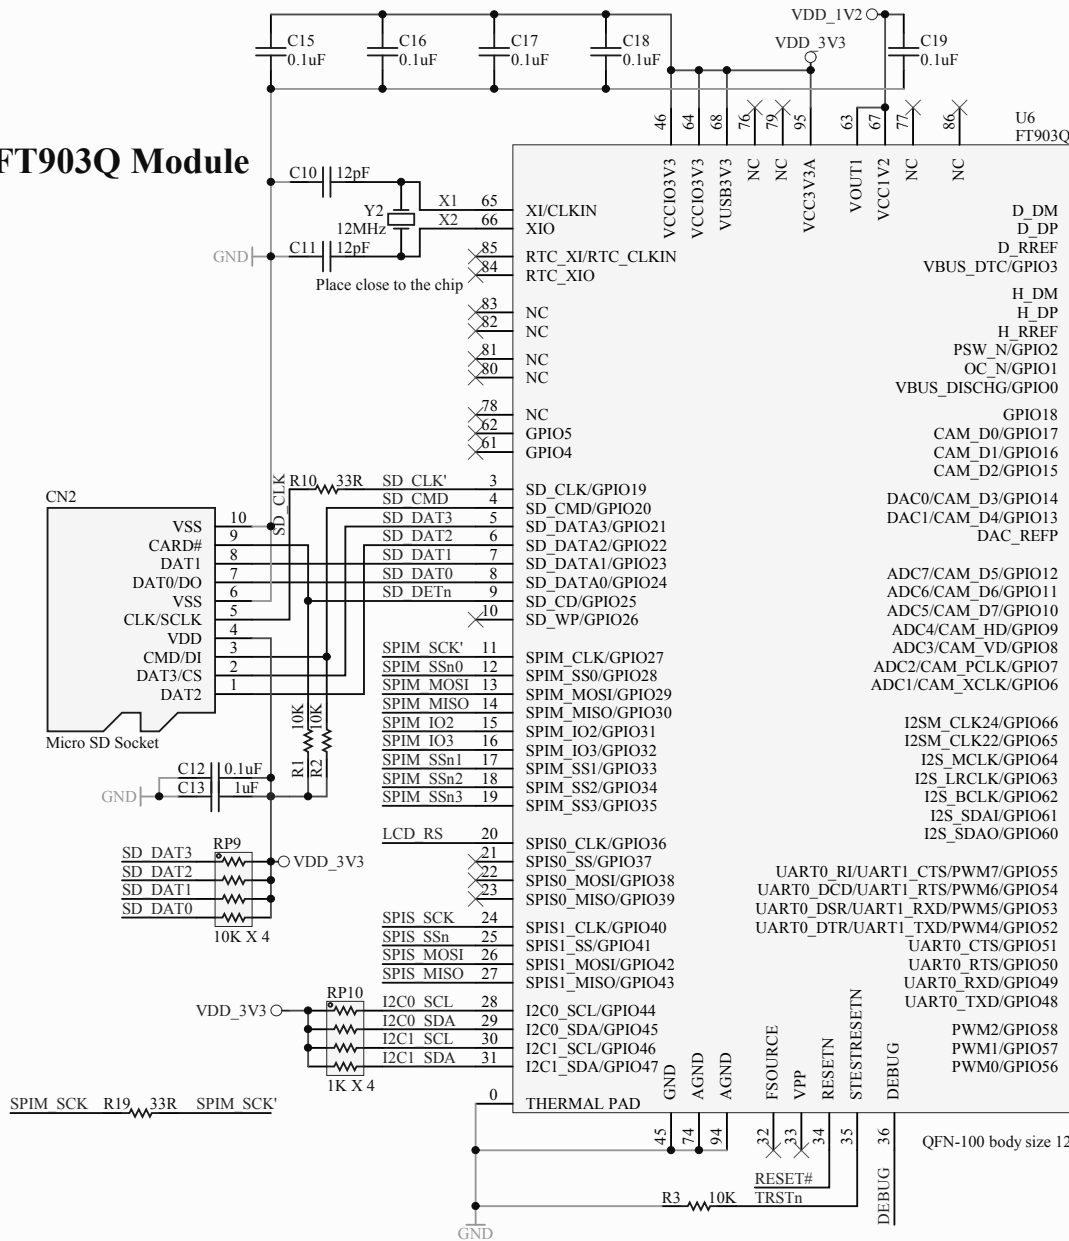 C15 0.1uF
C16 0.1uF
C17 0.1uF
C18 0.1uF
VDD_1V2
VDD_3V3
C19 0.1uF
46
64
68
76
79
95
63
67
77
86
U6
FT903Q
FT903Q Module
VCCIO3V3
VCCIO3V3
VUSB3V3
NC
NC
VCC3V3A
VOUT1
VCC1V2
NC
NC
C10 12pF
Y2
12MHz
C11 12pF
GND
Place close to the chip
X1 65 XI/CLKIN
X2 66 XIO
85 RTC_XI/RTC_CLKIN
84 RTC_XIO
83 NC
82 NC
81 NC
80 NC
78 NC
62 GPIO5
61 GPIO4
SD_CLK
R10 33R SD_CLK' 3 SD_CLK/GPIO19
SD_CMD 4 SD_CMD/GPIO20
SD_DAT3 5 SD_DATA3/GPIO21
SD_DAT2 6 SD_DATA2/GPIO22
SD_DAT1 7 SD_DATA1/GPIO23
SD_DAT0 8 SD_DATA0/GPIO24
SD_DETn 9 SD_CD/GPIO25
10 SD_WP/GPIO26
CN2
VSS 10
CARD# 9
DAT1 8
DAT0/DO 7
VSS 6
CLK/SCLK 5
VDD 4
CMD/DI 3
DAT3/CS 2
DAT2 1
Micro SD Socket
R1 10K
R2 10K
SPIM_SCK' 11 SPIM_CLK/GPIO27
SPIM_SSn0 12 SPIM_SS0/GPIO28
SPIM_MOSI 13 SPIM_MOSI/GPIO29
SPIM_MISO 14 SPIM_MISO/GPIO30
SPIM_IO2 15 SPIM_IO2/GPIO31
SPIM_IO3 16 SPIM_IO3/GPIO32
SPIM_SSn1 17 SPIM_SS1/GPIO33
SPIM_SSn2 18 SPIM_SS2/GPIO34
SPIM_SSn3 19 SPIM_SS3/GPIO35
C12 0.1uF
C13 1uF
GND
LCD_RS 20 SPIS0_CLK/GPIO36
21 SPIS0_SS/GPIO37
22 SPIS0_MOSI/GPIO38
23 SPIS0_MISO/GPIO39
RP9
SD_DAT3
SD_DAT2
SD_DAT1
SD_DAT0
VDD_3V3
10K X 4
SPIS_SCK 24 SPIS1_CLK/GPIO40
SPIS_SSn 25 SPIS1_SS/GPIO41
SPIS_MOSI 26 SPIS1_MOSI/GPIO42
SPIS_MISO 27 SPIS1_MISO/GPIO43
RP10
VDD_3V3
I2C0_SCL 28 I2C0_SCL/GPIO44
I2C0_SDA 29 I2C0_SDA/GPIO45
I2C1_SCL 30 I2C1_SCL/GPIO46
I2C1_SDA 31 I2C1_SDA/GPIO47
1K X 4
SPIM_SCK R19 33R SPIM_SCK'
0 THERMAL PAD
D_DM
D_DP
D_RREF
VBUS_DTC/GPIO3
H_DM
H_DP
H_RREF
PSW_N/GPIO2
OC_N/GPIO1
VBUS_DISCHG/GPIO0
GPIO18
CAM_D0/GPIO17
CAM_D1/GPIO16
CAM_D2/GPIO15
DAC0/CAM_D3/GPIO14
DAC1/CAM_D4/GPIO13
DAC_REFP
ADC7/CAM_D5/GPIO12
ADC6/CAM_D6/GPIO11
ADC5/CAM_D7/GPIO10
ADC4/CAM_HD/GPIO9
ADC3/CAM_VD/GPIO8
ADC2/CAM_PCLK/GPIO7
ADC1/CAM_XCLK/GPIO6
I2SM_CLK24/GPIO66
I2SM_CLK22/GPIO65
I2S_MCLK/GPIO64
I2S_LRCLK/GPIO63
I2S_BCLK/GPIO62
I2S_SDAI/GPIO61
I2S_SDAO/GPIO60
UART0_RI/UART1_CTS/PWM7/GPIO55
UART0_DCD/UART1_RTS/PWM6/GPIO54
UART0_DSR/UART1_RXD/PWM5/GPIO53
UART0_DTR/UART1_TXD/PWM4/GPIO52
UART0_CTS/GPIO51
UART0_RTS/GPIO50
UART0_RXD/GPIO49
UART0_TXD/GPIO48
PWM2/GPIO58
PWM1/GPIO57
PWM0/GPIO56
GND
AGND
AGND
FSOURCE
VPP
RESETN
STESTRESETN
DEBUG
45
74
94
32
33
34
35
36
QFN-100 body size 12
RESET#
R3 10K TRSTn
DEBUG
GND